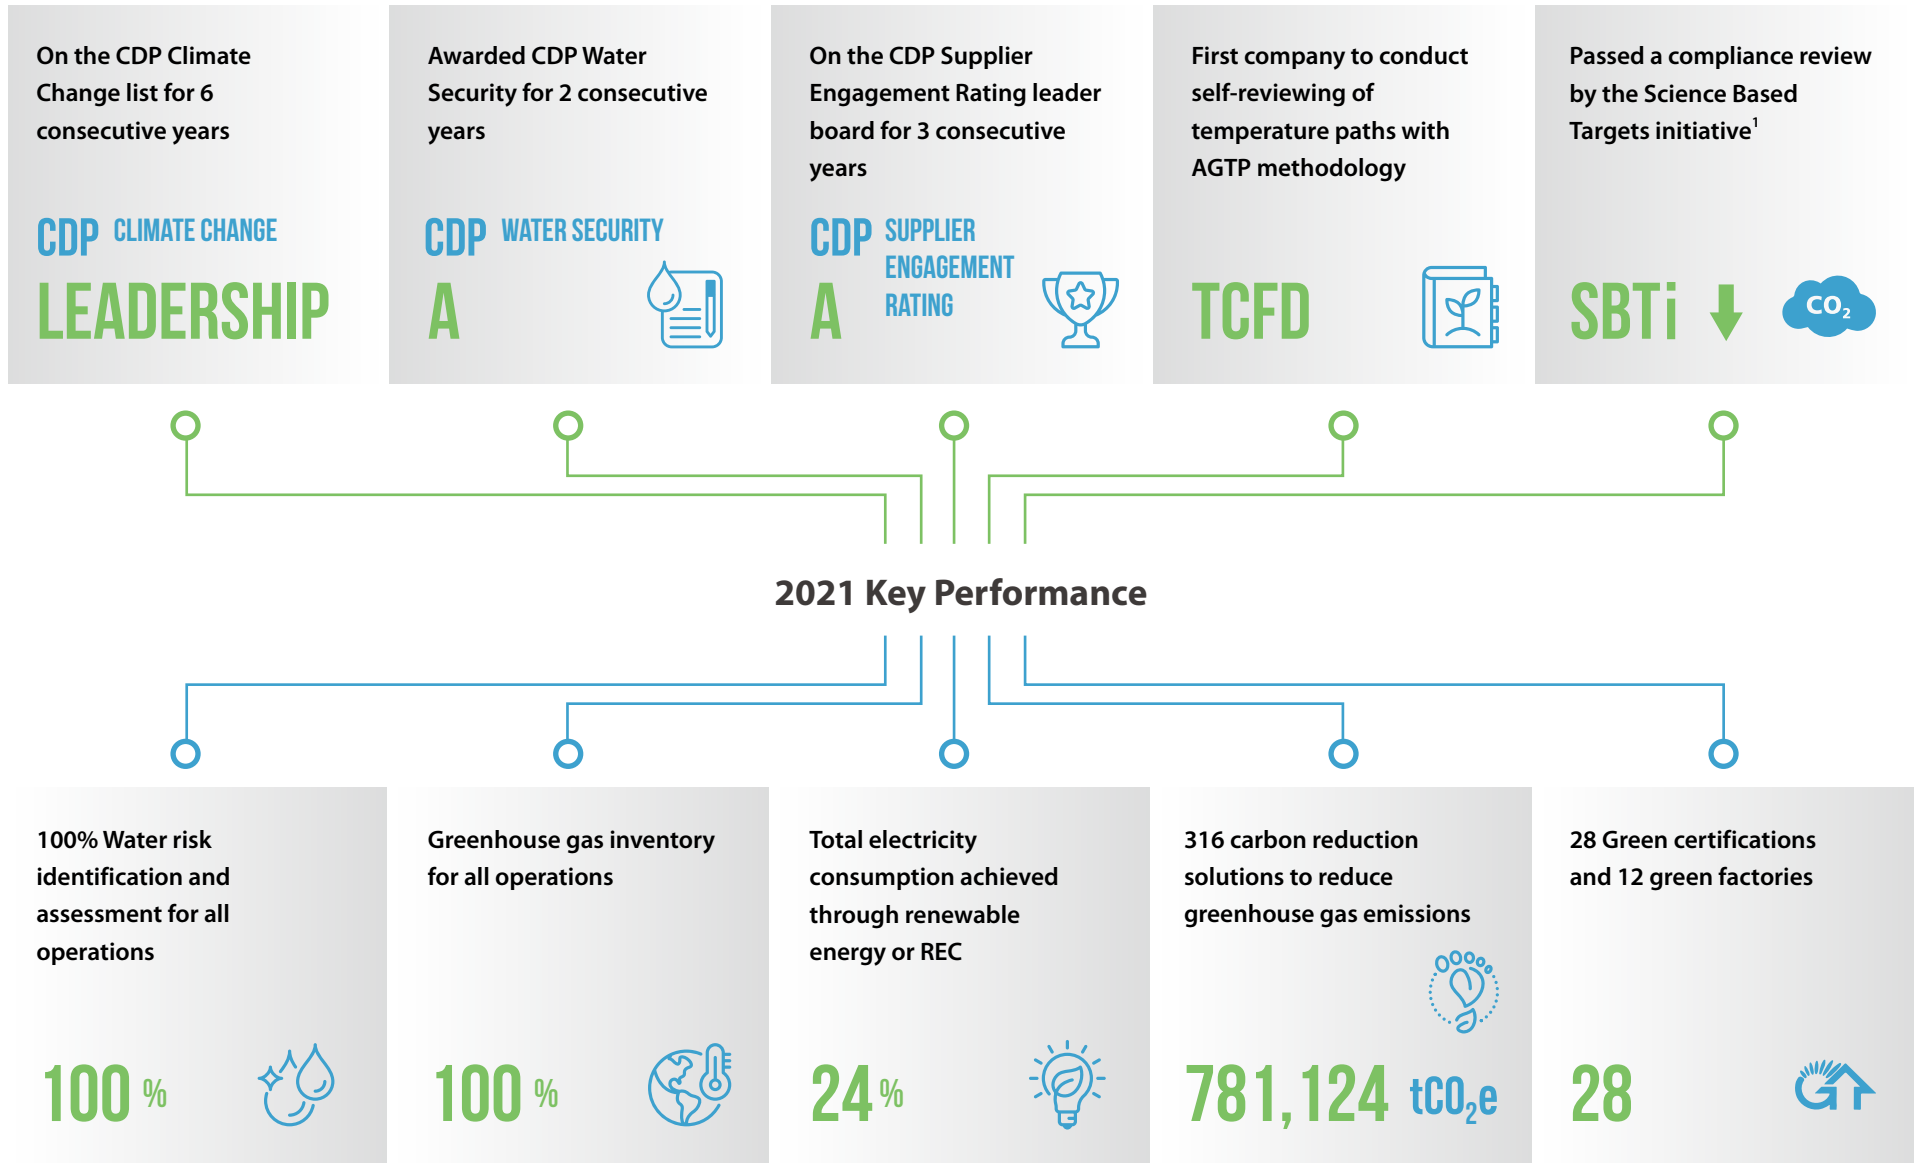 On the CDP Climate
Change list for 6
consecutive years
CDP CLIMATE CHANGE
LEADERSHIP
Awarded CDP Water
Security for 2 consecutive
years
CDP WATER SECURITY
A
On the CDP Supplier
Engagement Rating leader
board for 3 consecutive
years
CDP SUPPLIER
ENGAGEMENT
RATING
A
First company to conduct
self-reviewing of
temperature paths with
AGTP methodology
TCFD
Passed a compliance review
by the Science Based
Targets initiative¹
SBTi
CO₂
2021 Key Performance
100% Water risk
identification and
assessment for all
operations
100 %
Greenhouse gas inventory
for all operations
100 %
Total electricity
consumption achieved
through renewable
energy or REC
24 %
316 carbon reduction
solutions to reduce
greenhouse gas emissions
781,124 tCO₂e
28 Green certifications
and 12 green factories
28